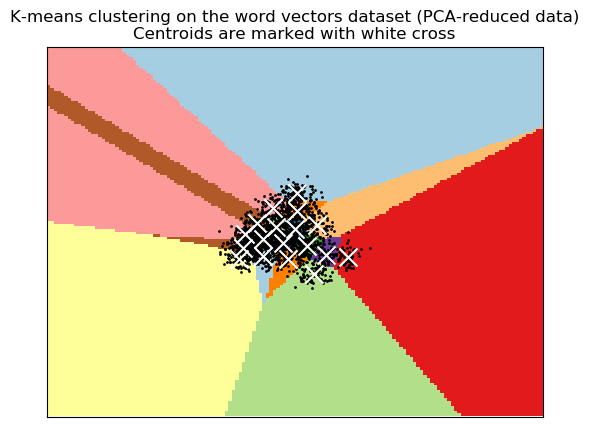 K-means clustering on the word vectors dataset (PCA-reduced data)
Centroids are marked with white cross